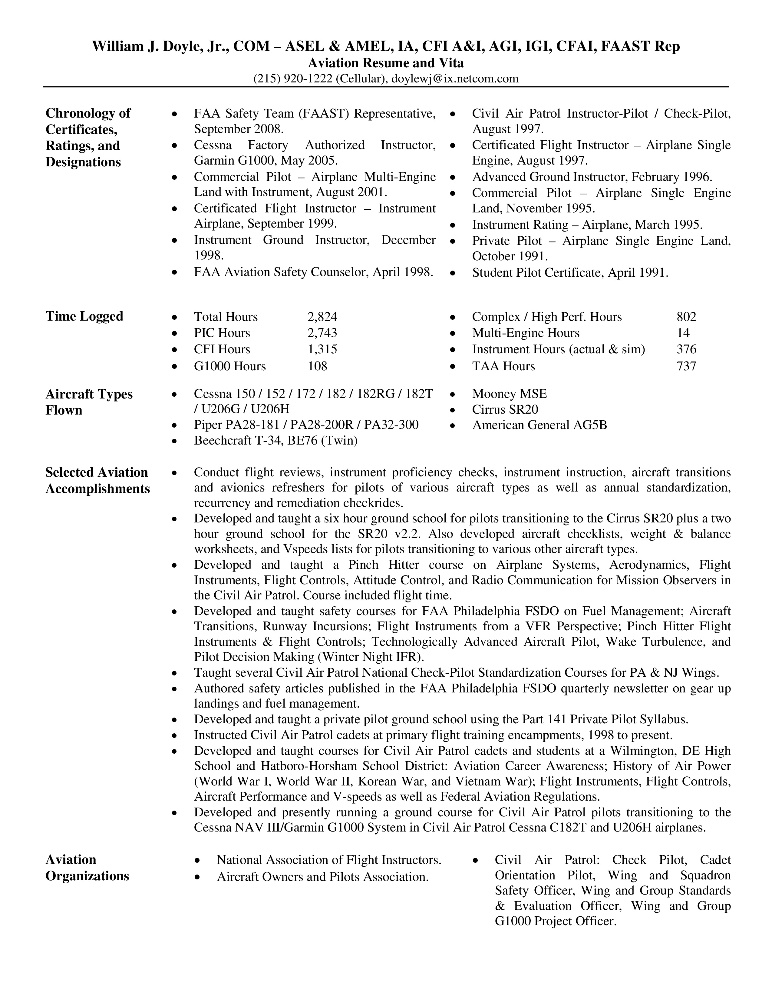 William J. Doyle, Jr., COM – ASEL & AMEL, IA, CFI A&I, AGI, IGI, CFAI, FAAST Rep
Aviation Resume and Vita
(215) 920-1222 (Cellular), doylewj@ix.netcom.com
Chronology of
Certificates,
Ratings, and
Designations
• FAA Safety Team (FAAST) Representative,
September 2008.
• Cessna Factory Authorized Instructor,
Garmin G1000, May 2005.
• Commercial Pilot – Airplane Multi-Engine
Land with Instrument, August 2001.
• Certificated Flight Instructor – Instrument
Airplane, September 1999.
• Instrument Ground Instructor, December
1998.
• FAA Aviation Safety Counselor, April 1998.
• Civil Air Patrol Instructor-Pilot / Check-Pilot,
August 1997.
• Certificated Flight Instructor – Airplane Single
Engine, August 1997.
• Advanced Ground Instructor, February 1996.
• Commercial Pilot – Airplane Single Engine
Land, November 1995.
• Instrument Rating – Airplane, March 1995.
• Private Pilot – Airplane Single Engine Land,
October 1991.
• Student Pilot Certificate, April 1991.
Time Logged
• Total Hours 2,824
• PIC Hours 2,743
• CFI Hours 1,315
• G1000 Hours 108
• Complex / High Perf. Hours 802
• Multi-Engine Hours 14
• Instrument Hours (actual & sim) 376
• TAA Hours 737
Aircraft Types
Flown
• Cessna 150 / 152 / 172 / 182 / 182RG / 182T
/ U206G / U206H
• Piper PA28-181 / PA28-200R / PA32-300
• Beechcraft T-34, BE76 (Twin)
• Mooney MSE
• Cirrus SR20
• American General AG5B
Selected Aviation
Accomplishments
• Conduct flight reviews, instrument proficiency checks, instrument instruction, aircraft transitions
and avionics refreshers for pilots of various aircraft types as well as annual standardization,
recurrency and remediation checkrides.
• Developed and taught a six hour ground school for pilots transitioning to the Cirrus SR20 plus a two
hour ground school for the SR20 v2.2. Also developed aircraft checklists, weight & balance
worksheets, and Vspeeds lists for pilots transitioning to various other aircraft types.
• Developed and taught a Pinch Hitter course on Airplane Systems, Aerodynamics, Flight
Instruments, Flight Controls, Attitude Control, and Radio Communication for Mission Observers in
the Civil Air Patrol. Course included flight time.
• Developed and taught safety courses for FAA Philadelphia FSDO on Fuel Management; Aircraft
Transitions, Runway Incursions; Flight Instruments from a VFR Perspective; Pinch Hitter Flight
Instruments & Flight Controls; Technologically Advanced Aircraft Pilot, Wake Turbulence, and
Pilot Decision Making (Winter Night IFR).
• Taught several Civil Air Patrol National Check-Pilot Standardization Courses for PA & NJ Wings.
• Authored safety articles published in the FAA Philadelphia FSDO quarterly newsletter on gear up
landings and fuel management.
• Developed and taught a private pilot ground school using the Part 141 Private Pilot Syllabus.
• Instructed Civil Air Patrol cadets at primary flight training encampments, 1998 to present.
• Developed and taught courses for Civil Air Patrol cadets and students at a Wilmington, DE High
School and Hatboro-Horsham School District: Aviation Career Awareness; History of Air Power
(World War I, World War II, Korean War, and Vietnam War); Flight Instruments, Flight Controls,
Aircraft Performance and V-speeds as well as Federal Aviation Regulations.
• Developed and presently running a ground course for Civil Air Patrol pilots transitioning to the
Cessna NAV III/Garmin G1000 System in Civil Air Patrol Cessna C182T and U206H airplanes.
Aviation
Organizations
• National Association of Flight Instructors.
• Aircraft Owners and Pilots Association.
• Civil Air Patrol: Check Pilot, Cadet
Orientation Pilot, Wing and Squadron
Safety Officer, Wing and Group Standards
& Evaluation Officer, Wing and Group
G1000 Project Officer.